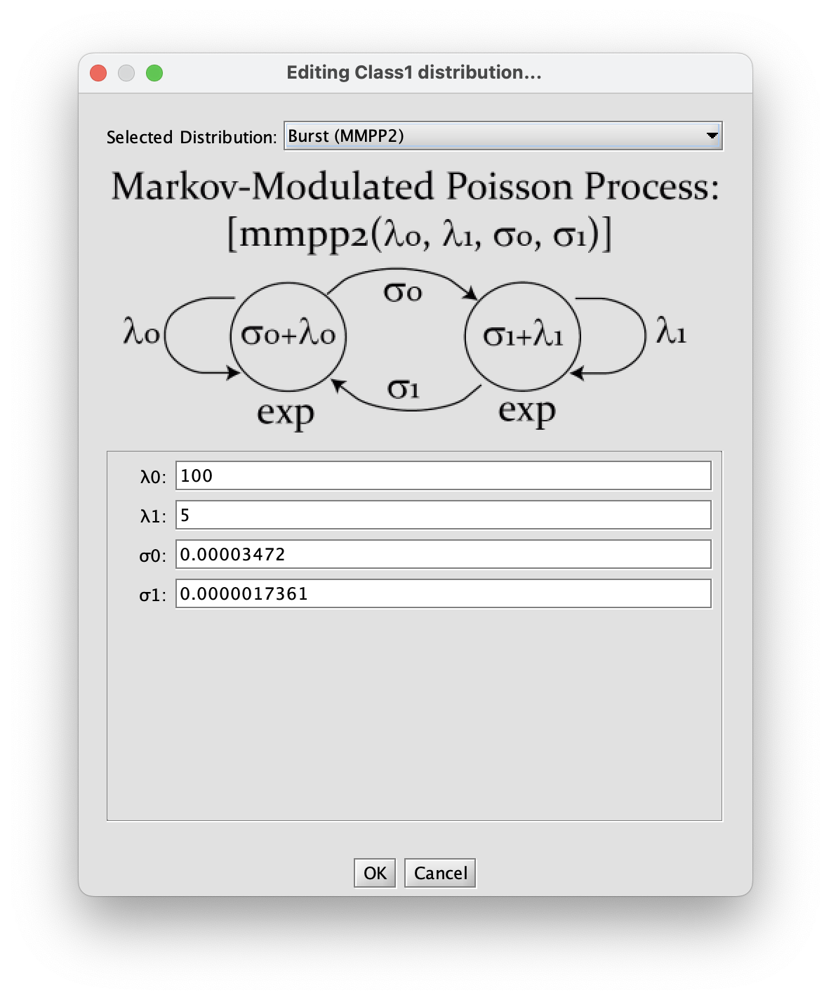 Editing Class1 distribution...
Selected Distribution: Burst (MMPP2)
Markov-Modulated Poisson Process:
[mmpp2(λ0, λ1, σ0, σ1)]
σ0
λ0 σ0+λ0 σ1+λ1 λ1
σ1
exp exp
λ0: 100
λ1: 5
σ0: 0.00003472
σ1: 0.0000017361
OK Cancel